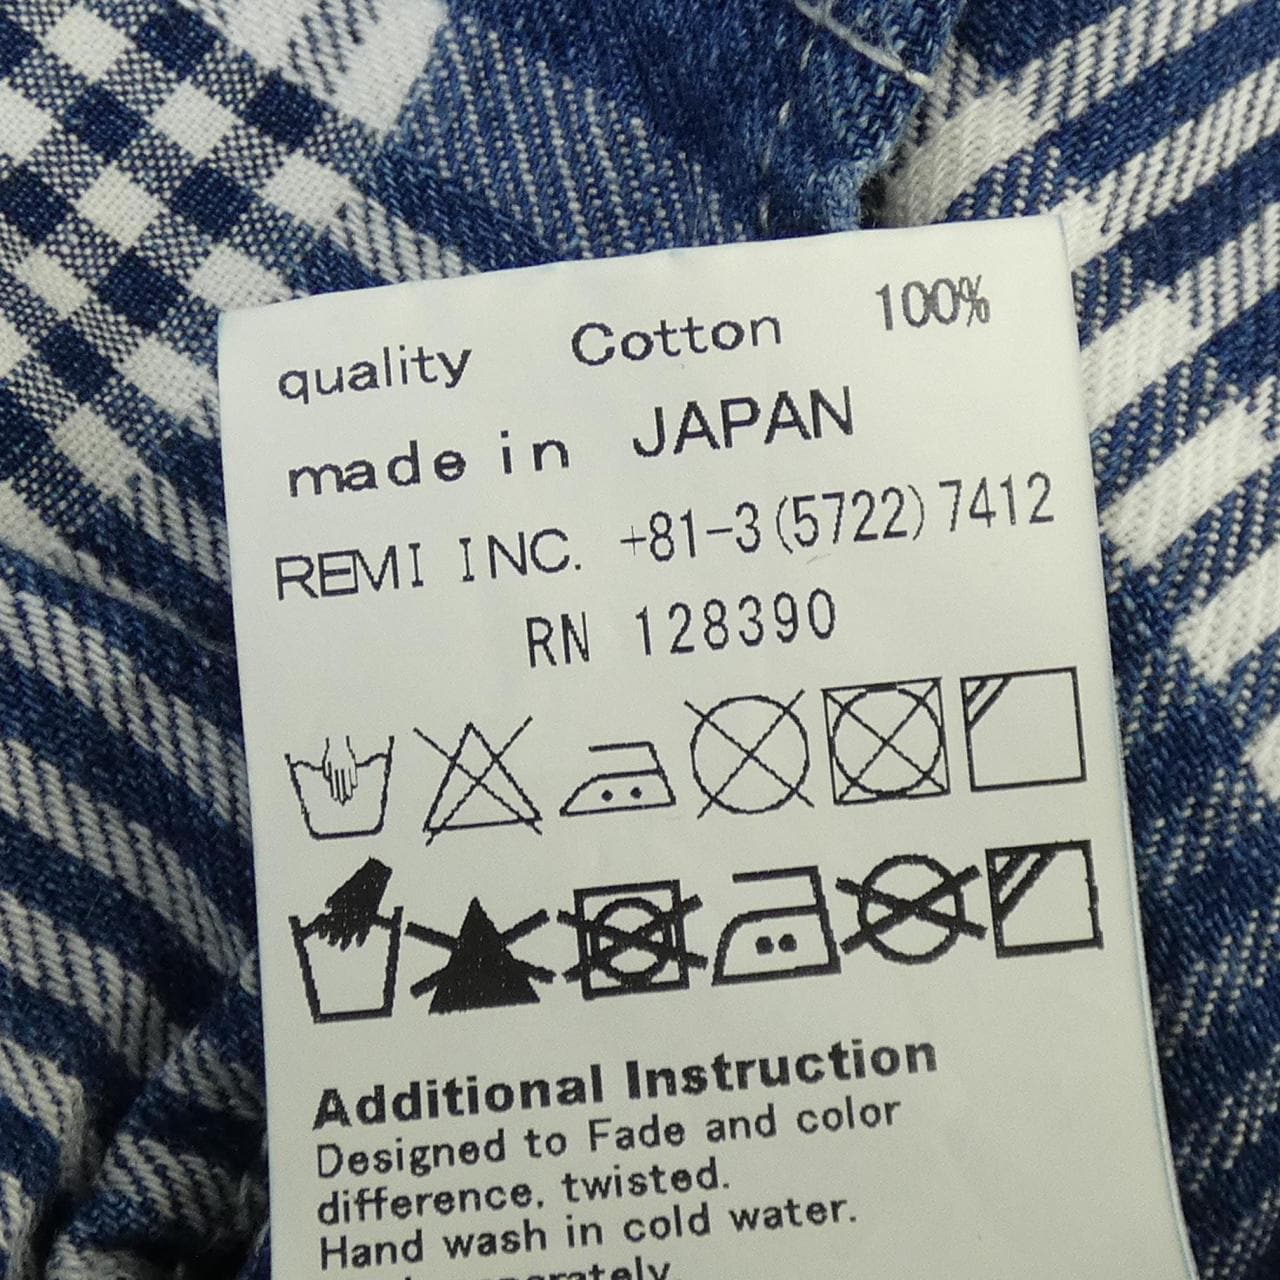 quality Cotton 100%
made in JAPAN
REMI INC. +81-3(5722)7412
RN 128390
Additional Instruction
Designed to Fade and color
difference. twisted.
Hand wash in cold water.